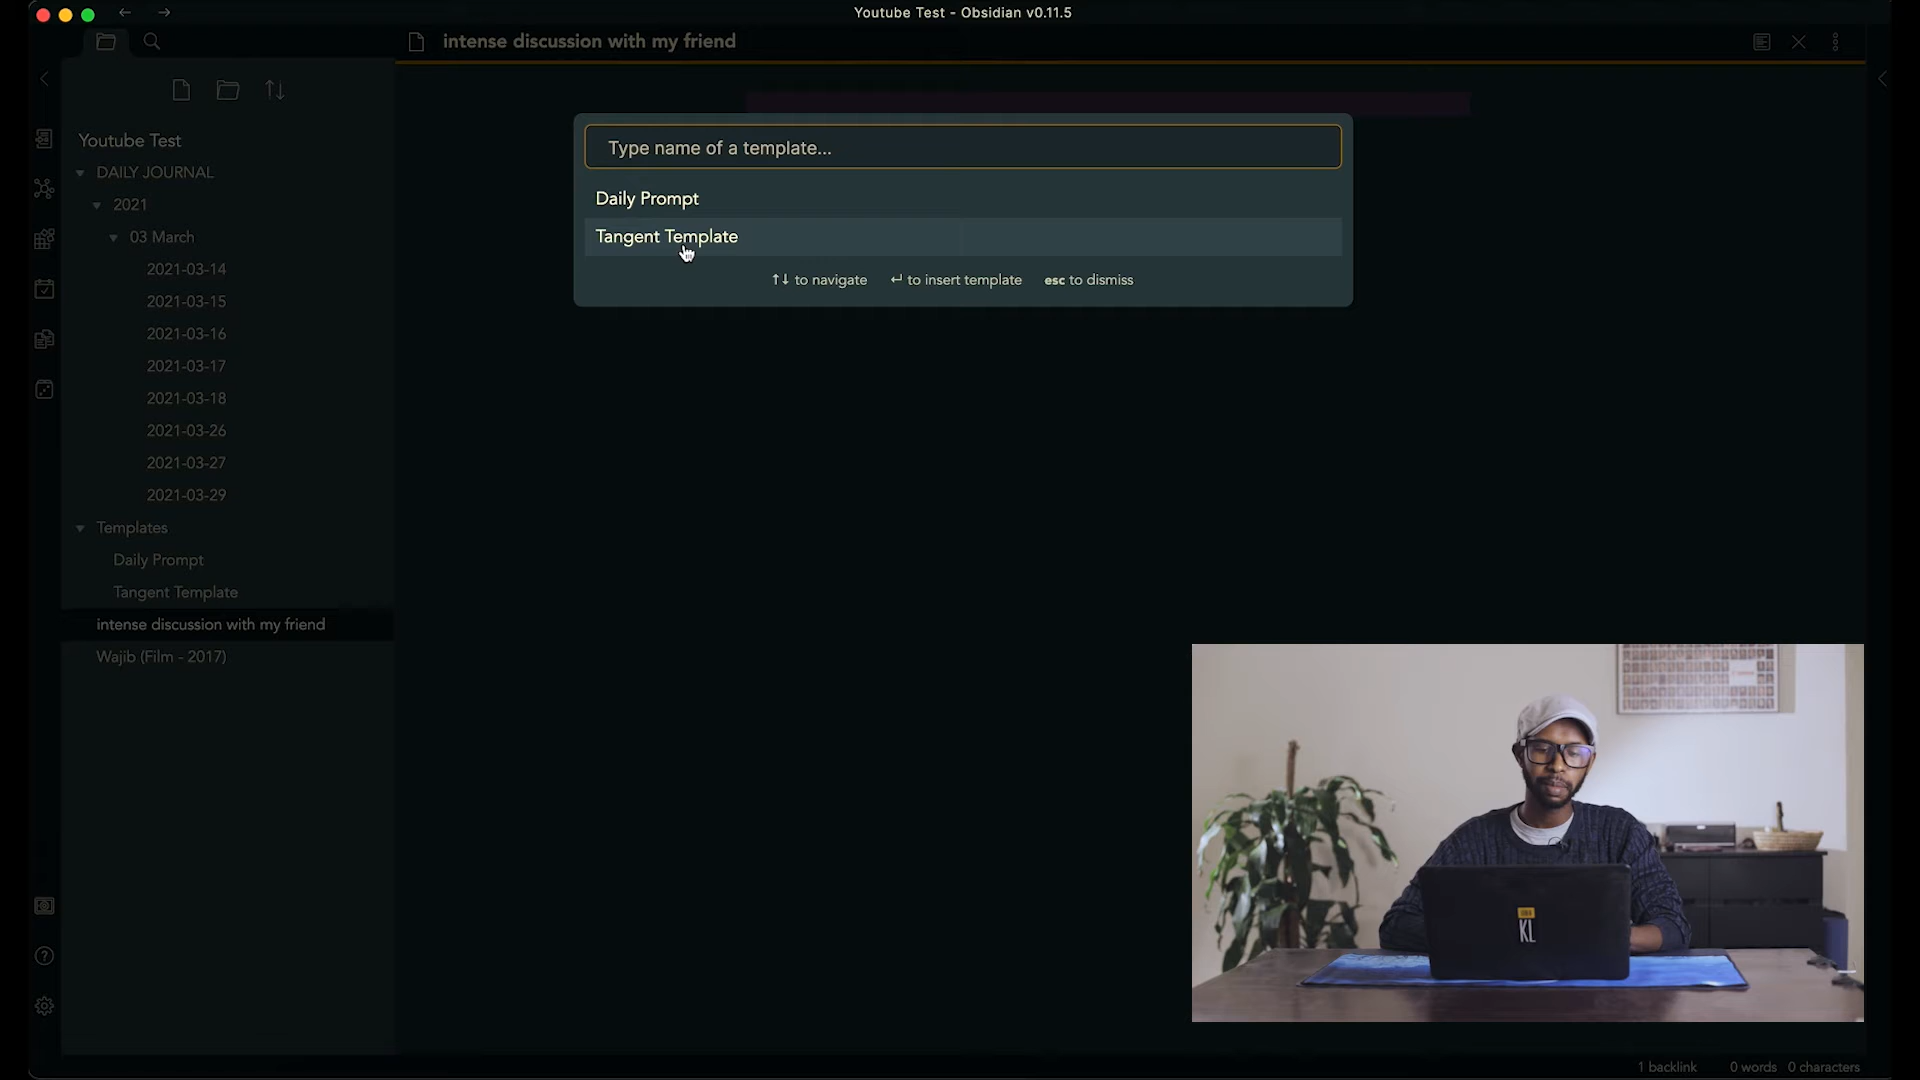 Youtube Test - Obsidian v0.11.5
intense discussion with my friend
Type name of a template...
Daily Prompt
Tangent Template
↑↓ to navigate ↵ to insert template esc to dismiss
Youtube Test
DAILY JOURNAL
2021
03 March
2021-03-14
2021-03-15
2021-03-16
2021-03-17
2021-03-18
2021-03-26
2021-03-27
2021-03-29
Templates
Daily Prompt
Tangent Template
intense discussion with my friend
Wajib (Film - 2017)
KL
1 backlink 0 words 0 characters